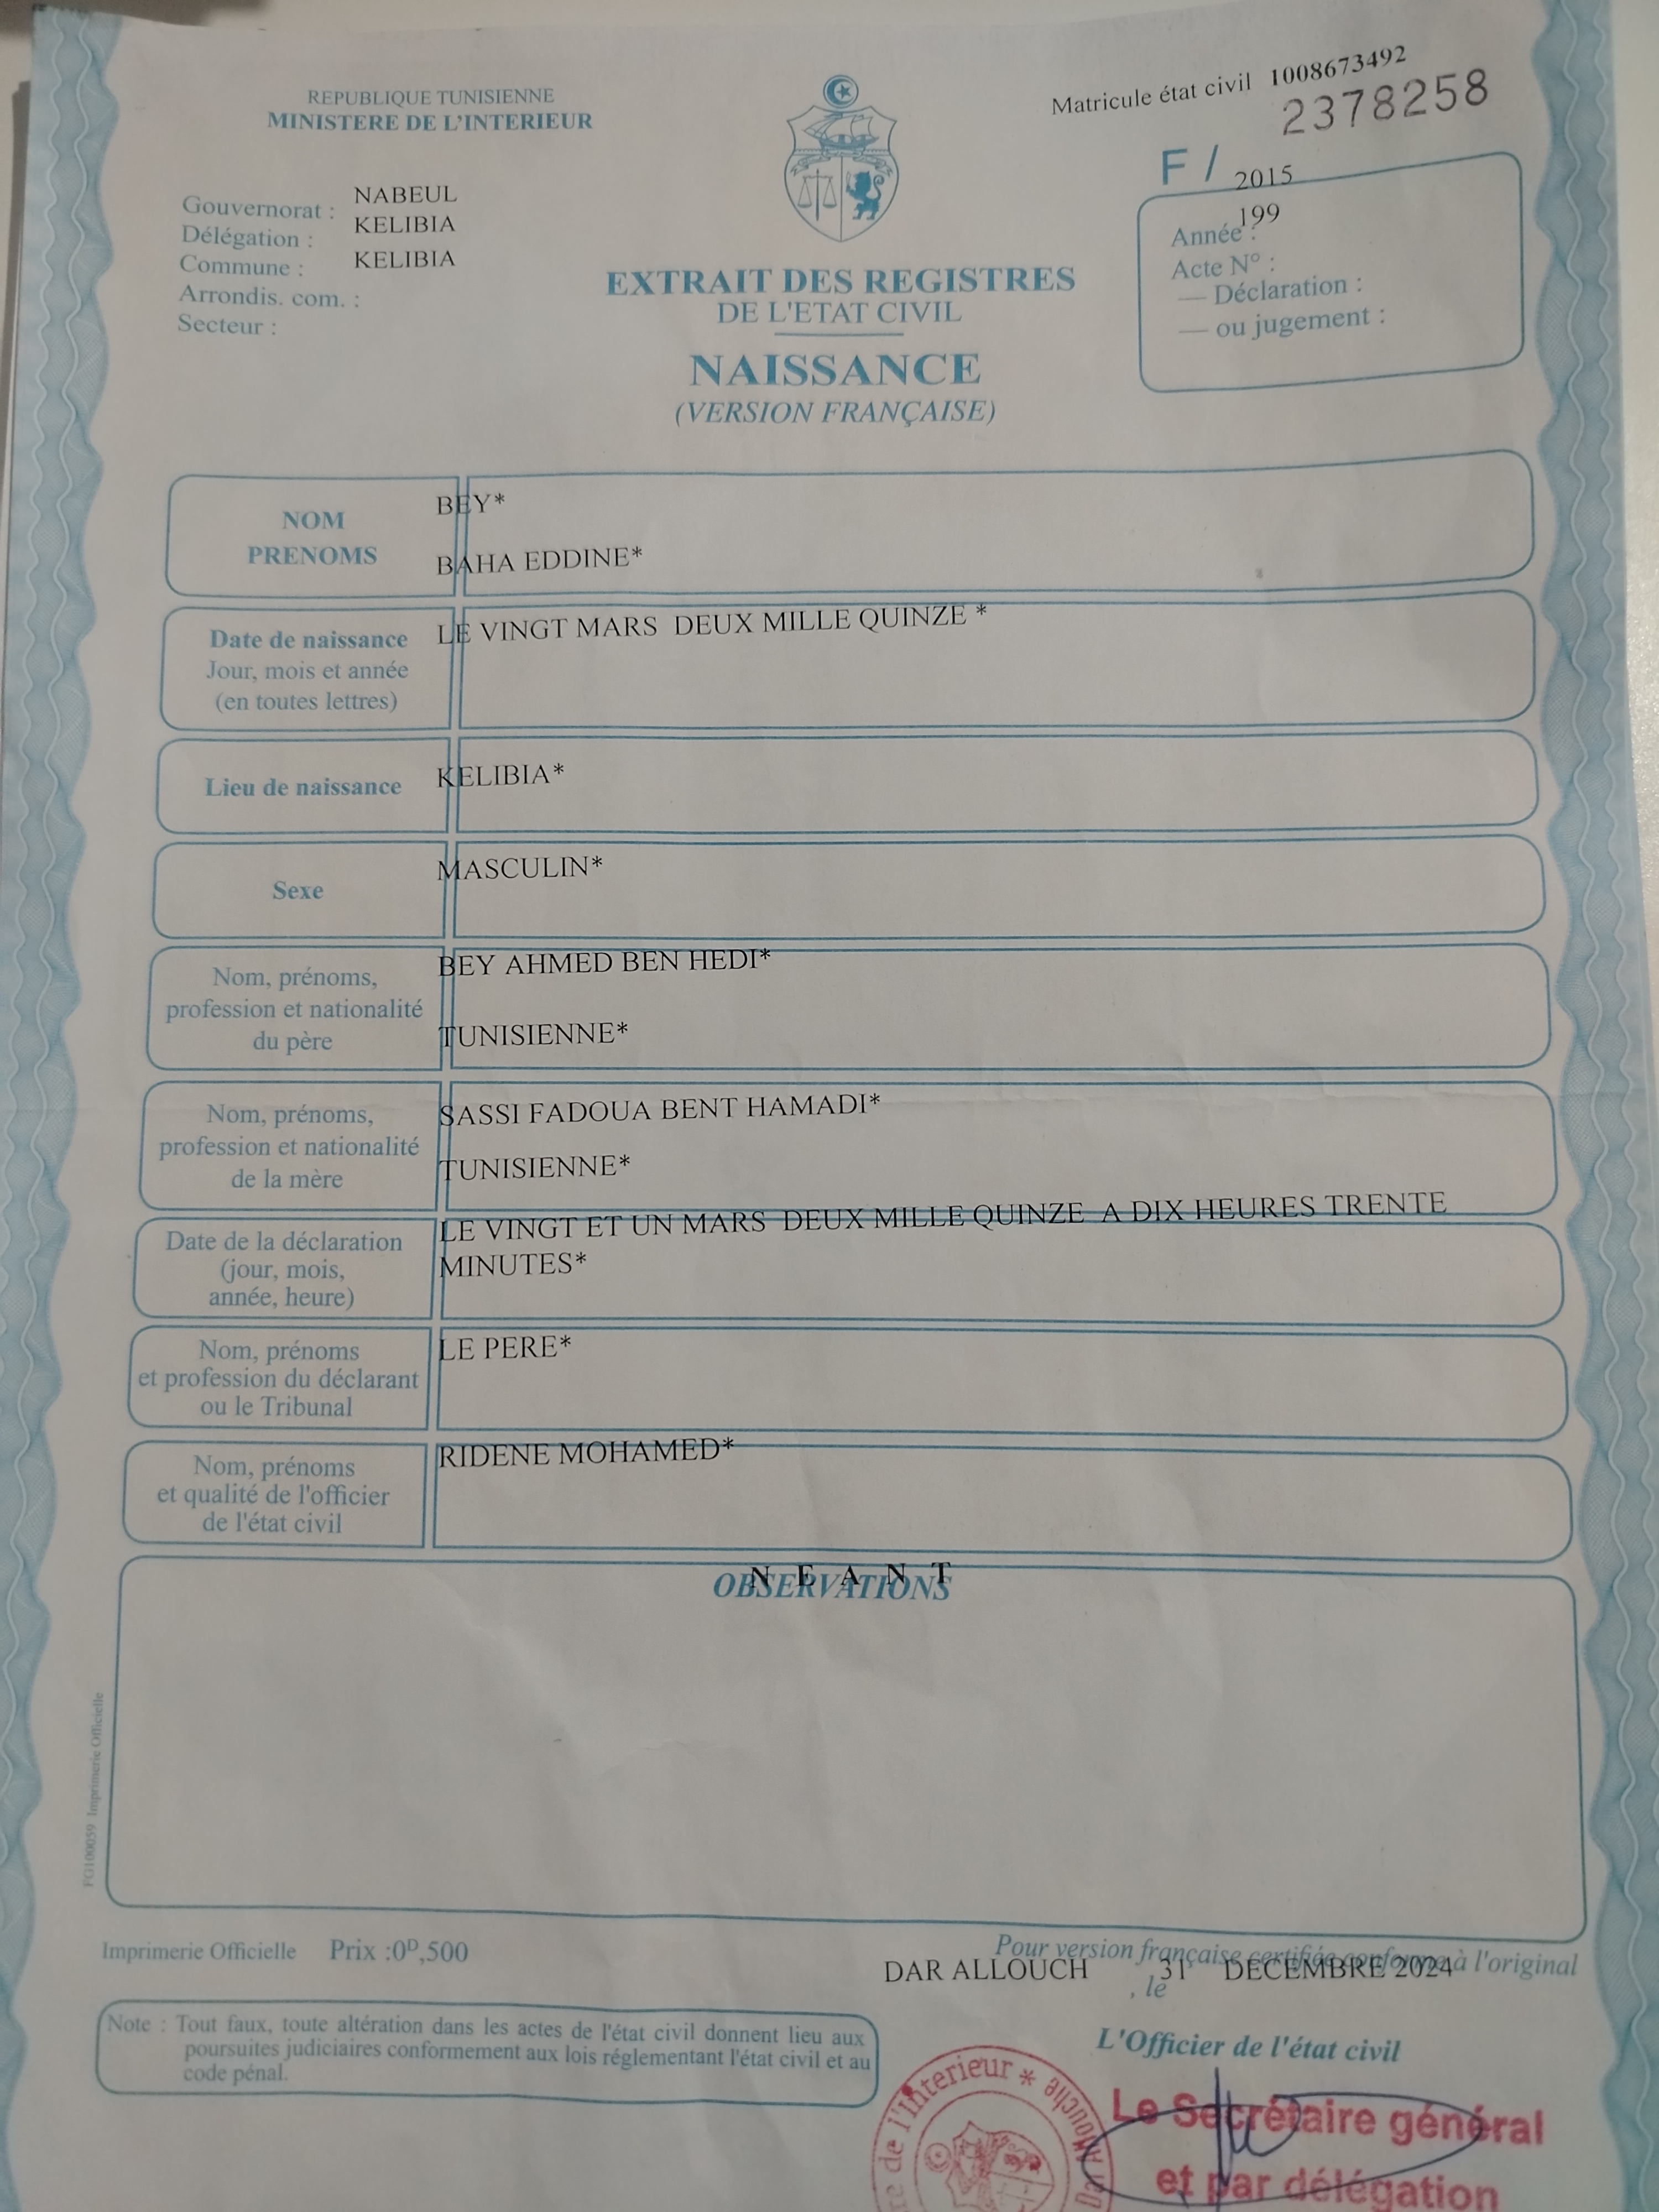 REPUBLIQUE TUNISIENNE
MINISTERE DE L'INTERIEUR
Matricule état civil 1008673492
2378258
F / 2015
199
Année :
Acte N° :
— Déclaration :
— ou jugement :
Gouvernorat : NABEUL
Délégation : KELIBIA
Commune : KELIBIA
Arrondis. com. :
Secteur :
EXTRAIT DES REGISTRES
DE L'ETAT CIVIL
NAISSANCE
(VERSION FRANÇAISE)
NOM
PRENOMS
BEY*
BAHA EDDINE*
Date de naissance
Jour, mois et année
(en toutes lettres)
LE VINGT MARS DEUX MILLE QUINZE *
Lieu de naissance
KELIBIA*
Sexe
MASCULIN*
Nom, prénoms,
profession et nationalité
du père
BEY AHMED BEN HEDI*
TUNISIENNE*
Nom, prénoms,
profession et nationalité
de la mère
SASSI FADOUA BENT HAMADI*
TUNISIENNE*
Date de la déclaration
(jour, mois,
année, heure)
LE VINGT ET UN MARS DEUX MILLE QUINZE A DIX HEURES TRENTE
MINUTES*
Nom, prénoms
et profession du déclarant
ou le Tribunal
LE PERE*
Nom, prénoms
et qualité de l'officier
de l'état civil
RIDENE MOHAMED*
N E A N T
OBSERVATIONS
FG100059 Imprimerie Officielle
Imprimerie Officielle Prix :0ᴰ,500
Pour version française certifiée conforme à l'original
DAR ALLOUCH , le 31 DECEMBRE 2024
Note : Tout faux, toute altération dans les actes de l'état civil donnent lieu aux
poursuites judiciaires conformement aux lois réglementant l'état civil et au
code pénal.
L'Officier de l'état civil
de l'Interieur * Dar Allouche
Le Secrétaire général
et par délégation